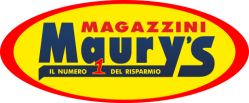 MAGAZZINI
Maury's
IL NUMERO 1 DEL RISPARMIO